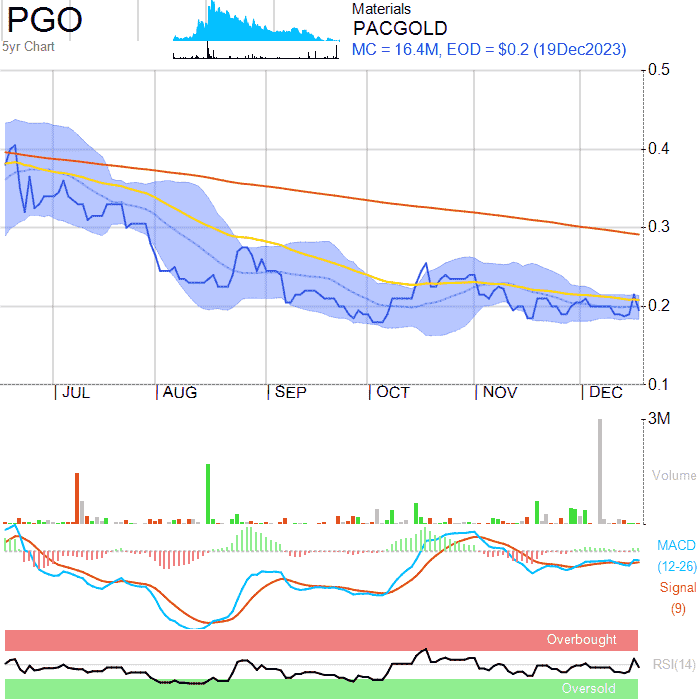 PGO
5yr Chart
Materials
PACGOLD
MC = 16.4M, EOD = $0.2 (19Dec2023)
0.5
0.4
0.3
0.2
0.1
JUL AUG SEP OCT NOV DEC
3M
Volume
MACD
(12-26)
Signal
(9)
Overbought
RSI(14)
Oversold